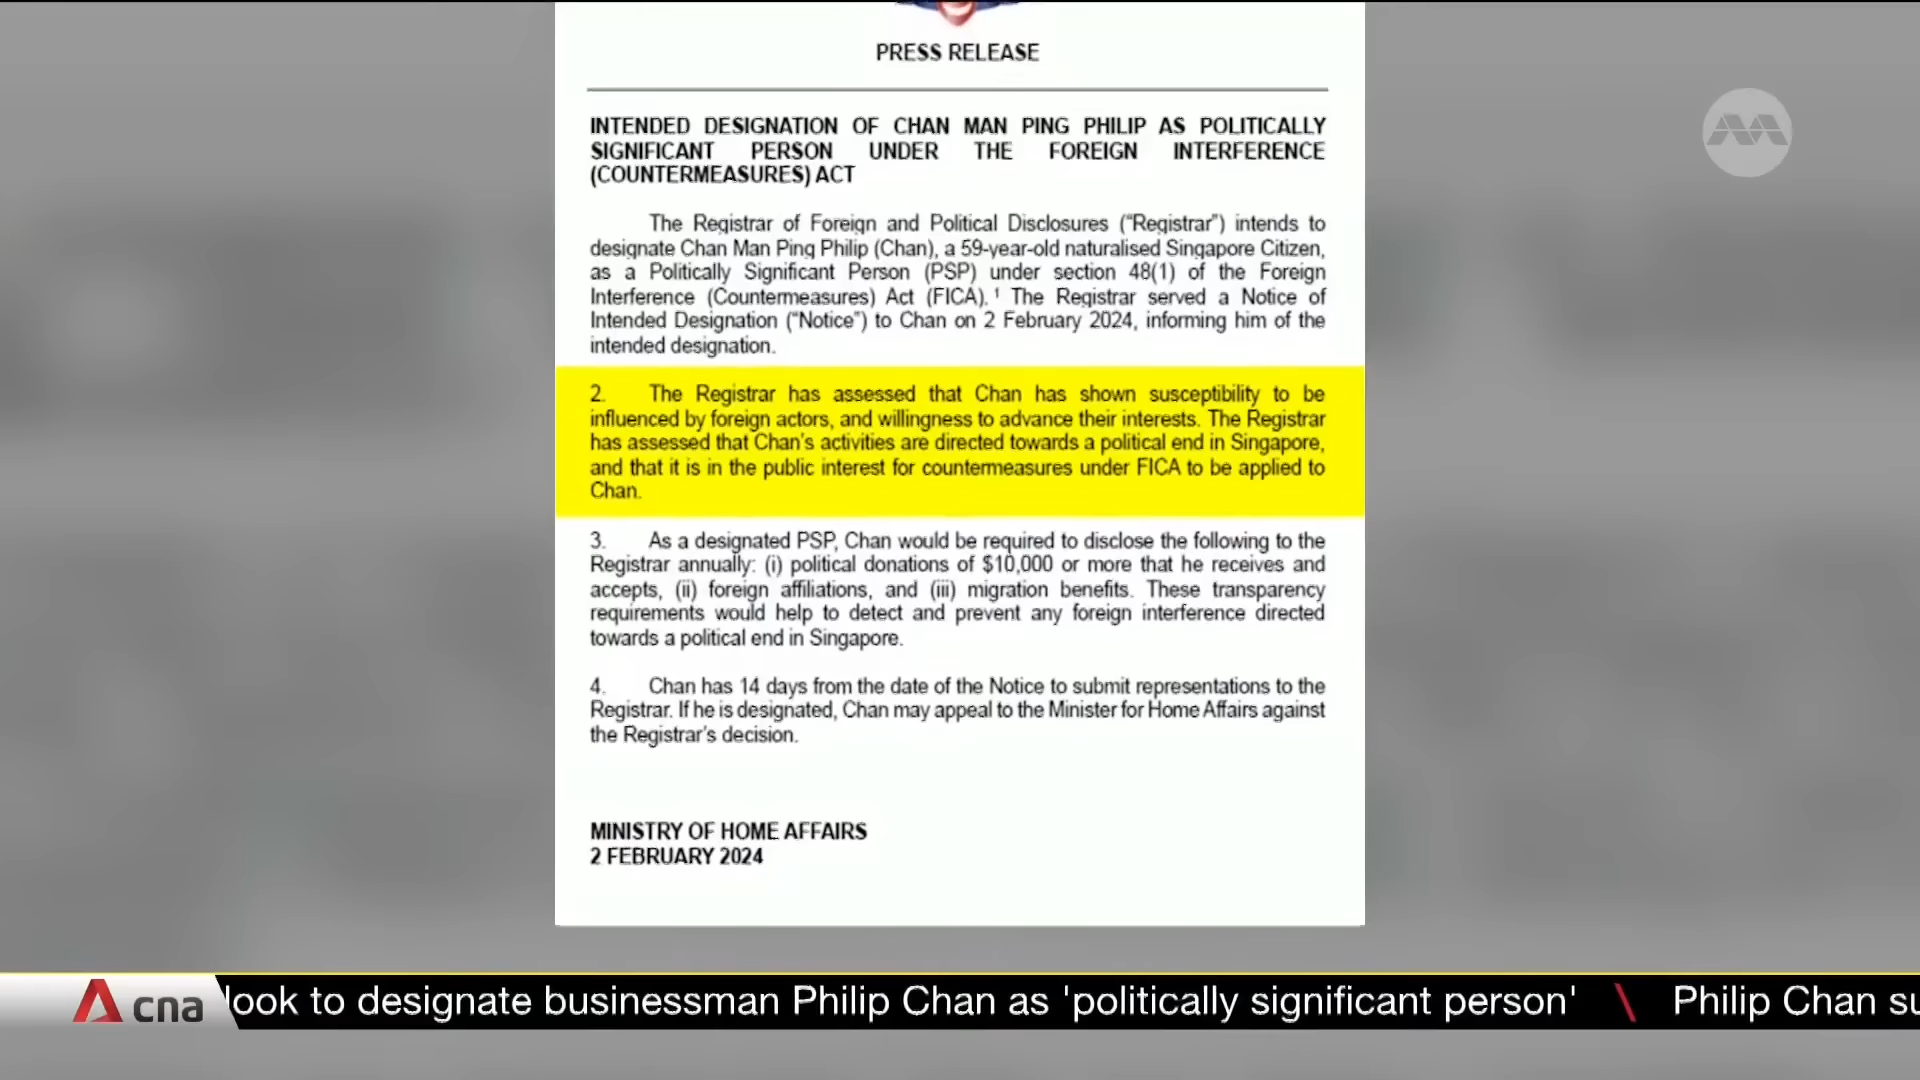 PRESS RELEASE
INTENDED DESIGNATION OF CHAN MAN PING PHILIP AS POLITICALLY
SIGNIFICANT PERSON UNDER THE FOREIGN INTERFERENCE
(COUNTERMEASURES) ACT
The Registrar of Foreign and Political Disclosures (“Registrar”) intends to
designate Chan Man Ping Philip (Chan), a 59-year-old naturalised Singapore Citizen,
as a Politically Significant Person (PSP) under section 48(1) of the Foreign
Interference (Countermeasures) Act (FICA). ¹ The Registrar served a Notice of
Intended Designation (“Notice”) to Chan on 2 February 2024, informing him of the
intended designation.
2. The Registrar has assessed that Chan has shown susceptibility to be
influenced by foreign actors, and willingness to advance their interests. The Registrar
has assessed that Chan’s activities are directed towards a political end in Singapore,
and that it is in the public interest for countermeasures under FICA to be applied to
Chan.
3. As a designated PSP, Chan would be required to disclose the following to the
Registrar annually: (i) political donations of $10,000 or more that he receives and
accepts, (ii) foreign affiliations, and (iii) migration benefits. These transparency
requirements would help to detect and prevent any foreign interference directed
towards a political end in Singapore.
4. Chan has 14 days from the date of the Notice to submit representations to the
Registrar. If he is designated, Chan may appeal to the Minister for Home Affairs against
the Registrar’s decision.
MINISTRY OF HOME AFFAIRS
2 FEBRUARY 2024
cna look to designate businessman Philip Chan as 'politically significant person' \ Philip Chan su